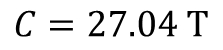 C = 27.04 T